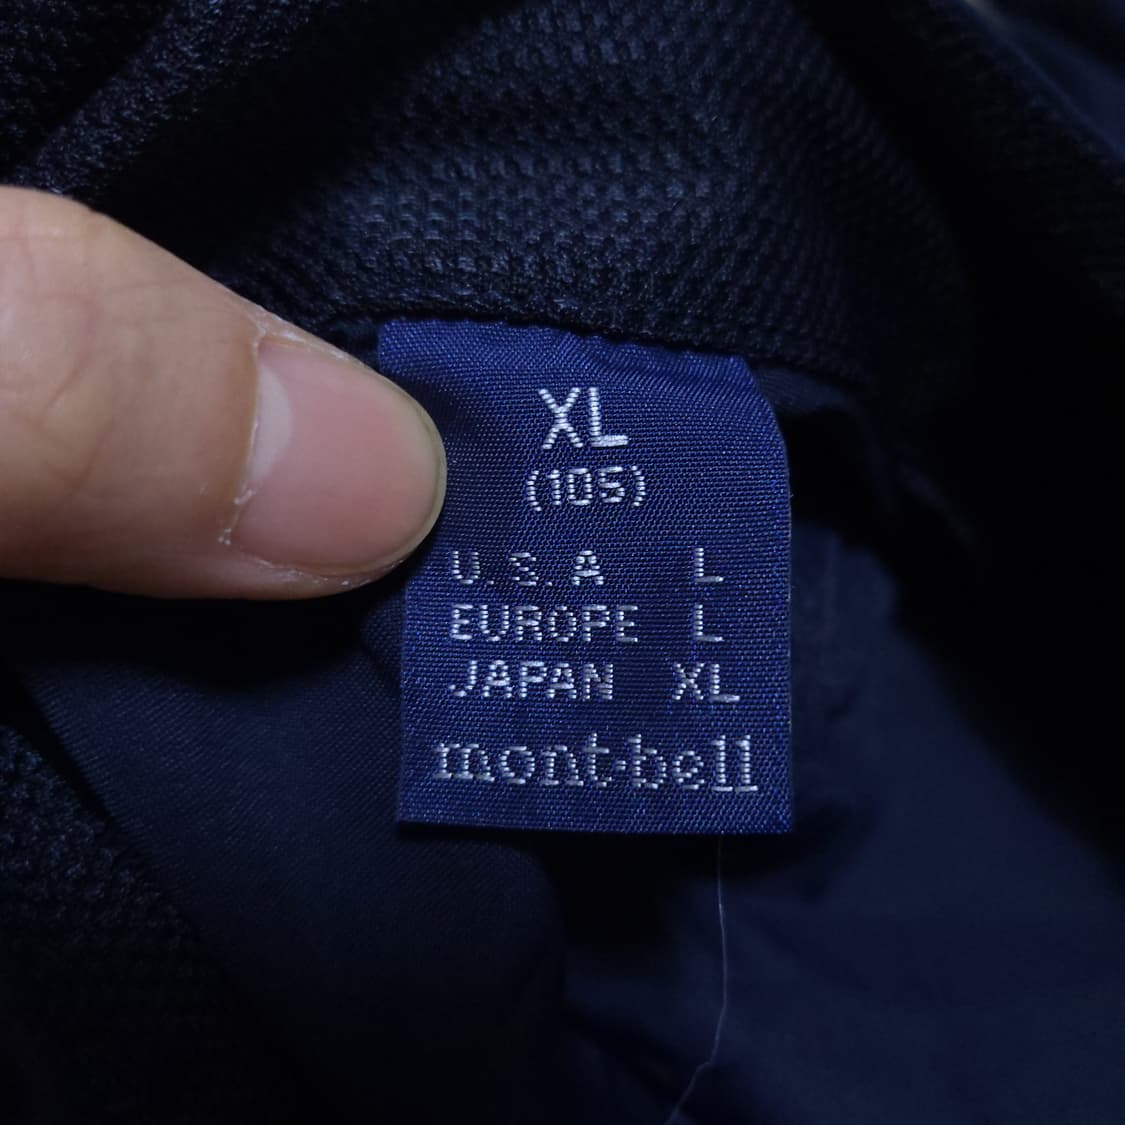 XL
(105)
U.S.A L
EUROPE L
JAPAN XL
mont-bell